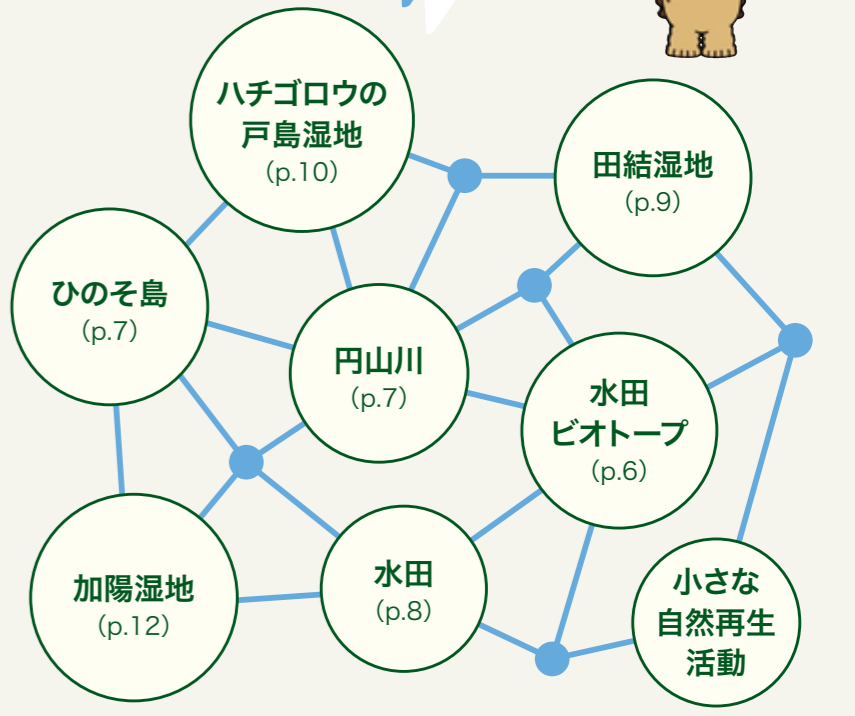 ハチゴロウの
戸島湿地
(p.10)
田結湿地
(p.9)
ひのそ島
(p.7)
円山川
(p.7)
水田
ビオトープ
(p.6)
加陽湿地
(p.12)
水田
(p.8)
小さな
自然再生
活動